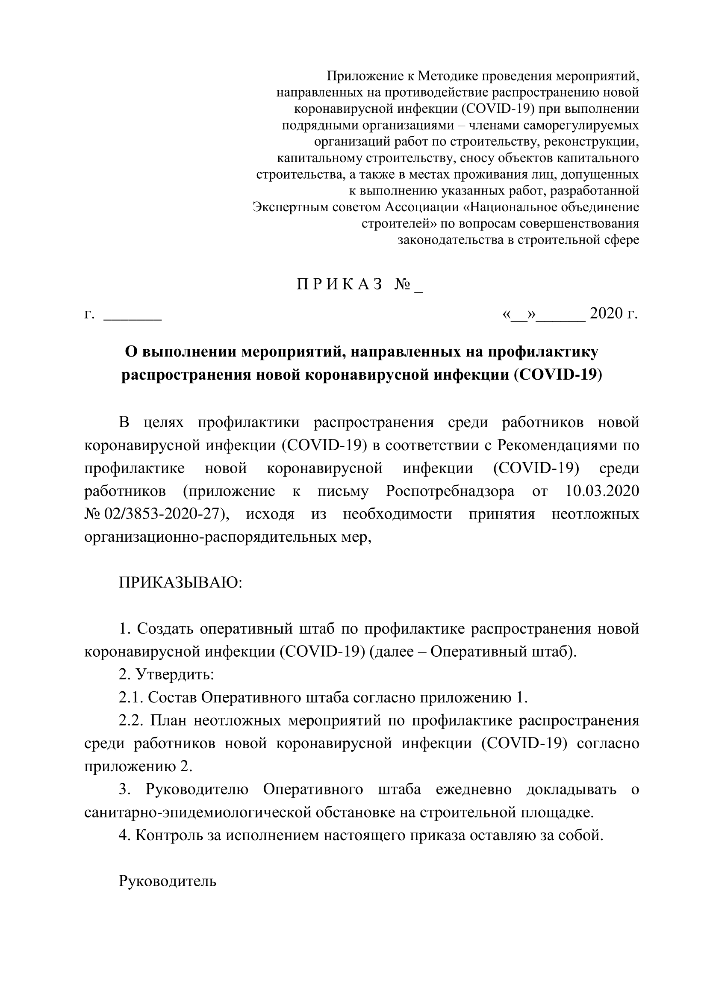 Приложение к Методике проведения мероприятий,
направленных на противодействие распространению новой
коронавирусной инфекции (COVID-19) при выполнении
подрядными организациями – членами саморегулируемых
организаций работ по строительству, реконструкции,
капитальному строительству, сносу объектов капитального
строительства, а также в местах проживания лиц, допущенных
к выполнению указанных работ, разработанной
Экспертным советом Ассоциации «Национальное объединение
строителей» по вопросам совершенствования
законодательства в строительной сфере
П Р И К А З № _
г. _______ «__»______ 2020 г.
О выполнении мероприятий, направленных на профилактику
распространения новой коронавирусной инфекции (COVID-19)
В целях профилактики распространения среди работников новой
коронавирусной инфекции (COVID-19) в соответствии с Рекомендациями по
профилактике новой коронавирусной инфекции (COVID-19) среди
работников (приложение к письму Роспотребнадзора от 10.03.2020
№ 02/3853-2020-27), исходя из необходимости принятия неотложных
организационно-распорядительных мер,
ПРИКАЗЫВАЮ:
1. Создать оперативный штаб по профилактике распространения новой
коронавирусной инфекции (COVID-19) (далее – Оперативный штаб).
2. Утвердить:
2.1. Состав Оперативного штаба согласно приложению 1.
2.2. План неотложных мероприятий по профилактике распространения
среди работников новой коронавирусной инфекции (COVID-19) согласно
приложению 2.
3. Руководителю Оперативного штаба ежедневно докладывать о
санитарно-эпидемиологической обстановке на строительной площадке.
4. Контроль за исполнением настоящего приказа оставляю за собой.
Руководитель